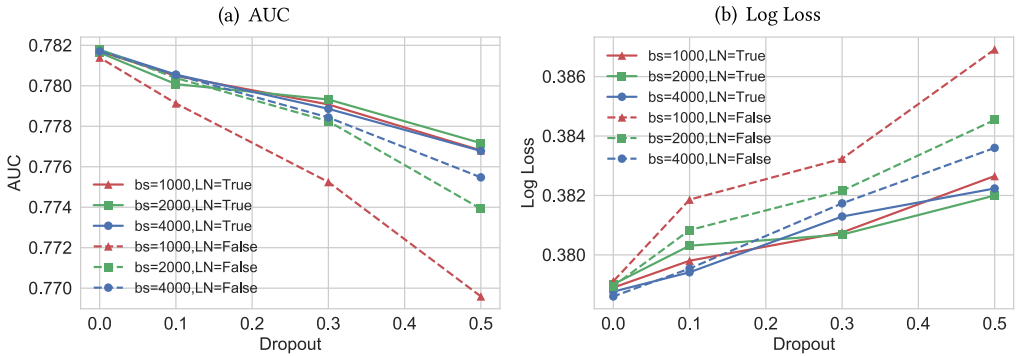 (a) AUC
0.782
0.780
0.778
0.776
0.774
0.772
0.770
AUC
bs=1000,LN=True
bs=2000,LN=True
bs=4000,LN=True
bs=1000,LN=False
bs=2000,LN=False
bs=4000,LN=False
0.0 0.1 0.2 0.3 0.4 0.5
Dropout
(b) Log Loss
0.386
0.384
0.382
0.380
Log Loss
bs=1000,LN=True
bs=2000,LN=True
bs=4000,LN=True
bs=1000,LN=False
bs=2000,LN=False
bs=4000,LN=False
0.0 0.1 0.2 0.3 0.4 0.5
Dropout